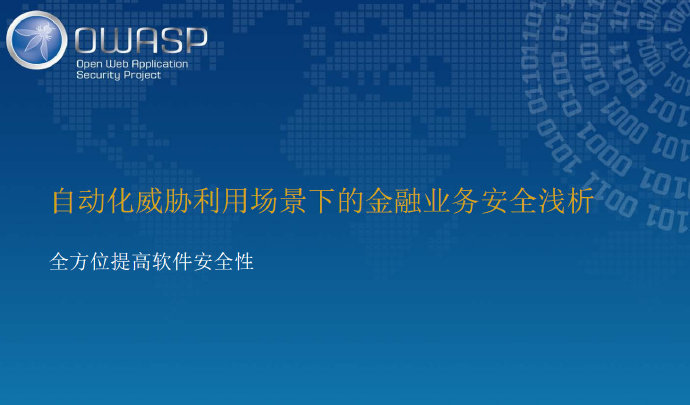 OWASP
Open Web Application
Security Project
自动化威胁利用场景下的金融业务安全浅析
全方位提高软件安全性